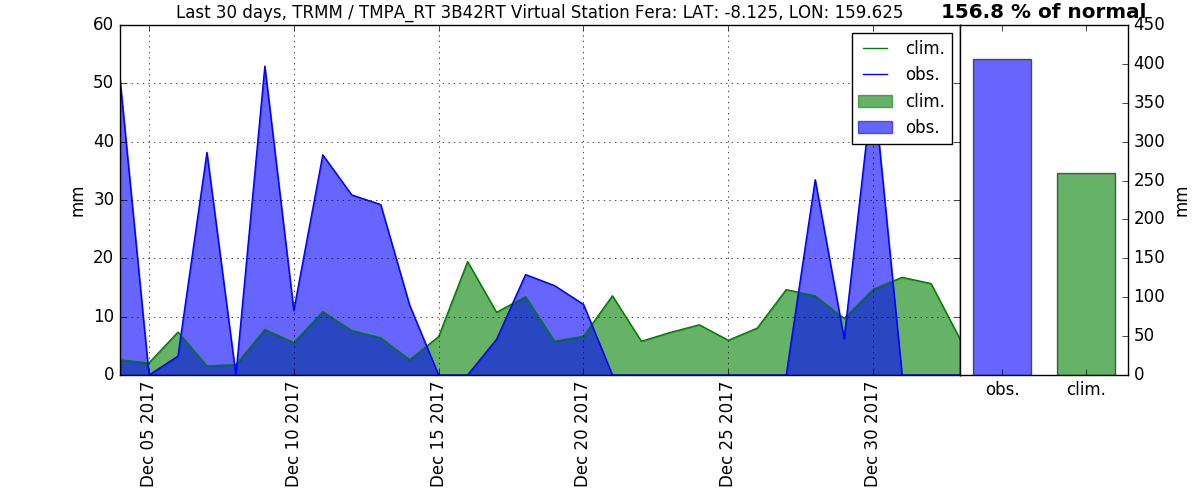 Last 30 days, TRMM / TMPA_RT 3B42RT Virtual Station Fera: LAT: -8.125, LON: 159.625
156.8 % of normal
60
50
40
30
20
10
0
mm
clim.
obs.
clim.
obs.
Dec 05 2017
Dec 10 2017
Dec 15 2017
Dec 20 2017
Dec 25 2017
Dec 30 2017
450
400
350
300
250
200
150
100
50
0
mm
obs.
clim.